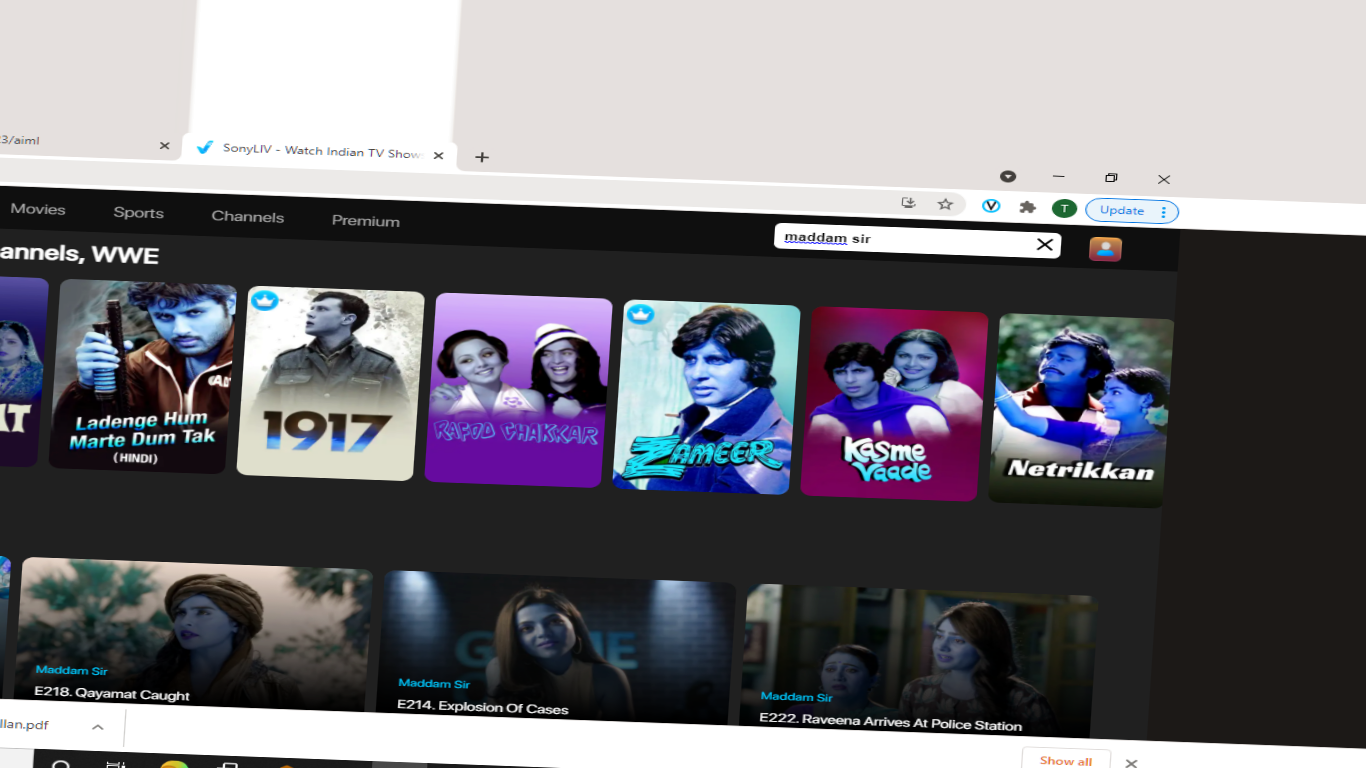 3/aiml
SonyLIV - Watch Indian TV Show
T
Update
Movies
Sports
Channels
Premium
maddam sir
annels, WWE
Ladenge Hum
Marte Dum Tak
(HINDI)
1917
RAFOO CHAKKAR
ZAMEER
Kasme
Vaade
Netrikkan
Maddam Sir
E218. Qayamat Caught
Maddam Sir
E214. Explosion Of Cases
Maddam Sir
E222. Raveena Arrives At Police Station
llan.pdf
Show all